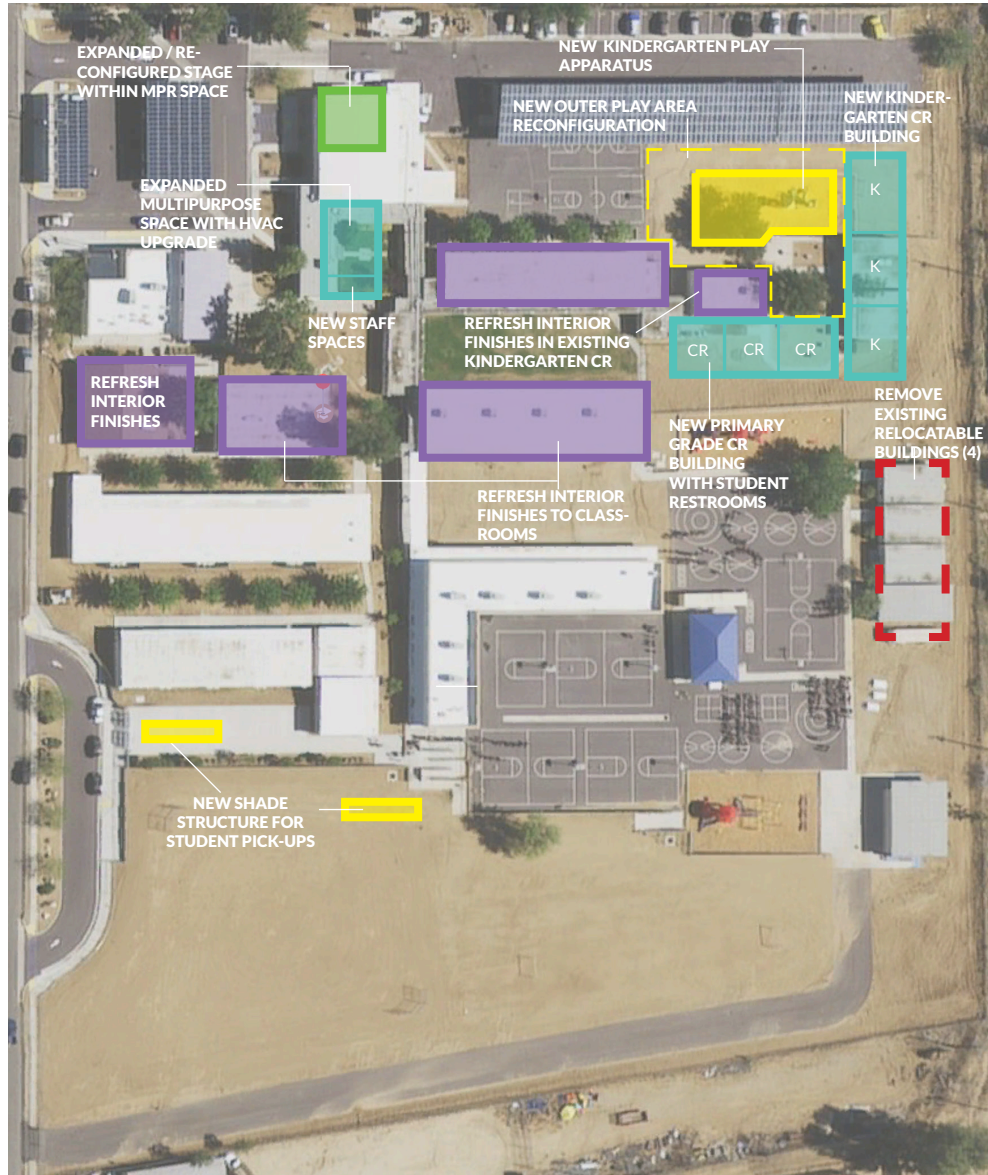 EXPANDED / RE-
CONFIGURED STAGE
WITHIN MPR SPACE
NEW KINDERGARTEN PLAY
APPARATUS
NEW OUTER PLAY AREA
RECONFIGURATION
NEW KINDER-
GARTEN CR
BUILDING
EXPANDED
MULTIPURPOSE
SPACE WITH HVAC
UPGRADE
K
K
K
NEW STAFF
SPACES
REFRESH INTERIOR
FINISHES IN EXISTING
KINDERGARTEN CR
CR
CR
CR
REFRESH
INTERIOR
FINISHES
REMOVE
EXISTING
RELOCATABLE
BUILDINGS (4)
NEW PRIMARY
GRADE CR
BUILDING
WITH STUDENT
RESTROOMS
REFRESH INTERIOR
FINISHES TO CLASS-
ROOMS
NEW SHADE
STRUCTURE FOR
STUDENT PICK-UPS